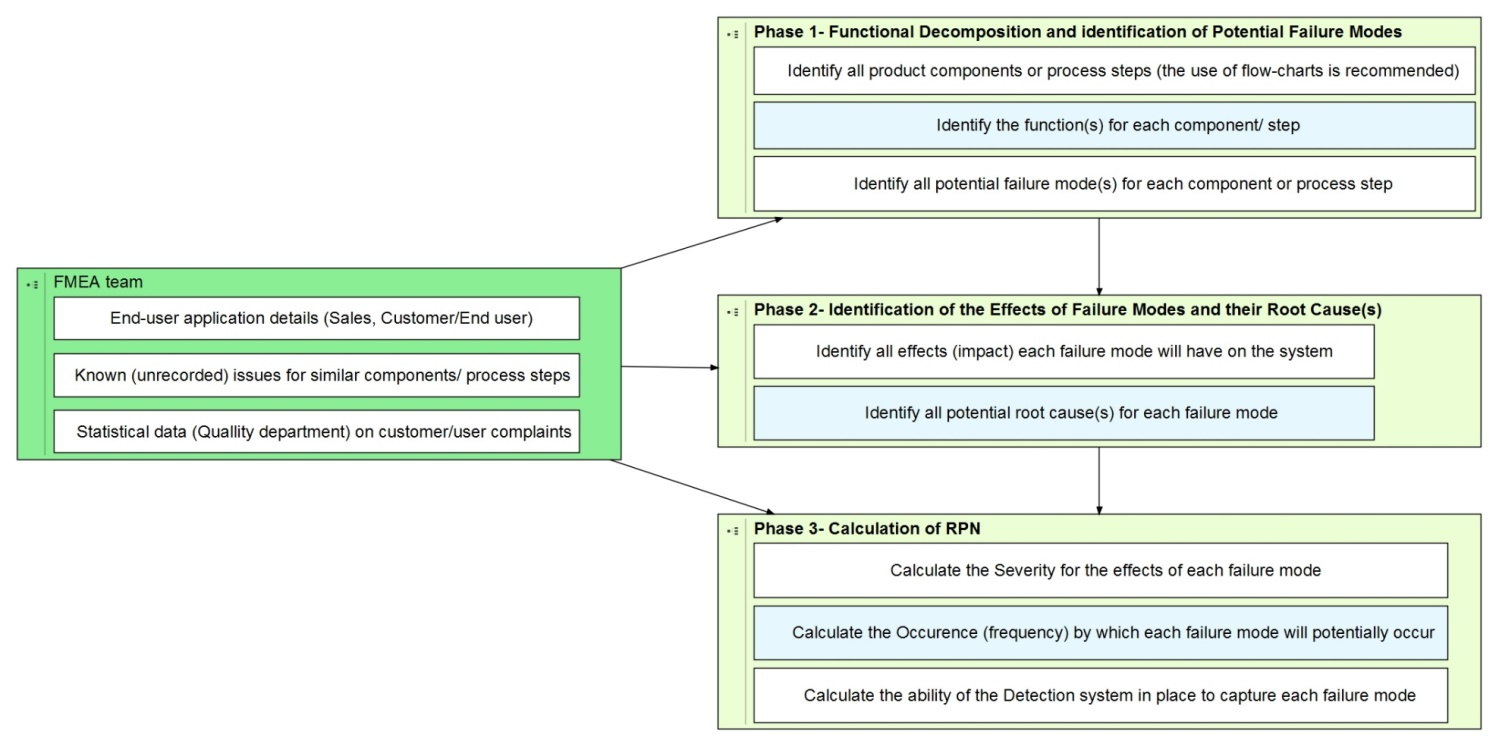 Phase 1- Functional Decomposition and identification of Potential Failure Modes
Identify all product components or process steps (the use of flow-charts is recommended)
Identify the function(s) for each component/ step
Identify all potential failure mode(s) for each component or process step
FMEA team
End-user application details (Sales, Customer/End user)
Known (unrecorded) issues for similar components/ process steps
Statistical data (Quallity department) on customer/user complaints
Phase 2- Identification of the Effects of Failure Modes and their Root Cause(s)
Identify all effects (impact) each failure mode will have on the system
Identify all potential root cause(s) for each failure mode
Phase 3- Calculation of RPN
Calculate the Severity for the effects of each failure mode
Calculate the Occurence (frequency) by which each failure mode will potentially occur
Calculate the ability of the Detection system in place to capture each failure mode